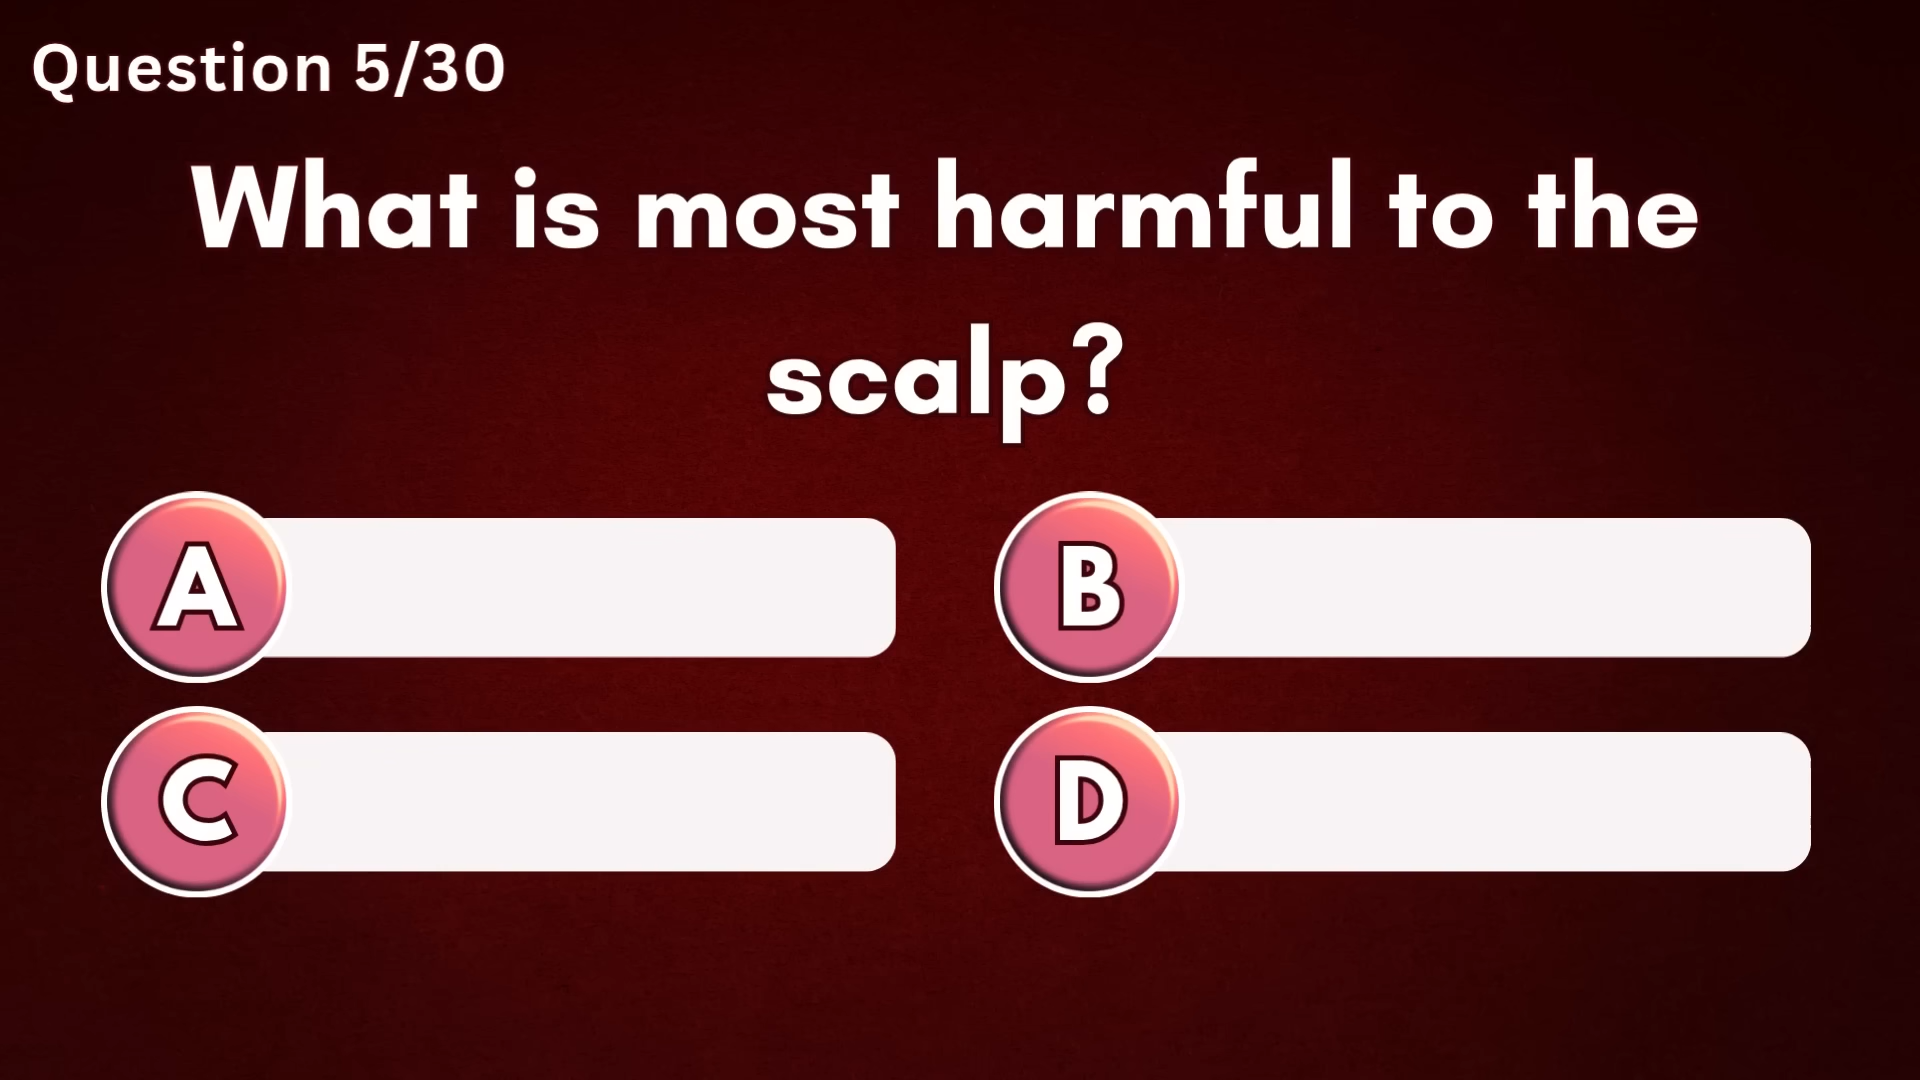 Question 5/30
What is most harmful to the
scalp?
A
B
C
D